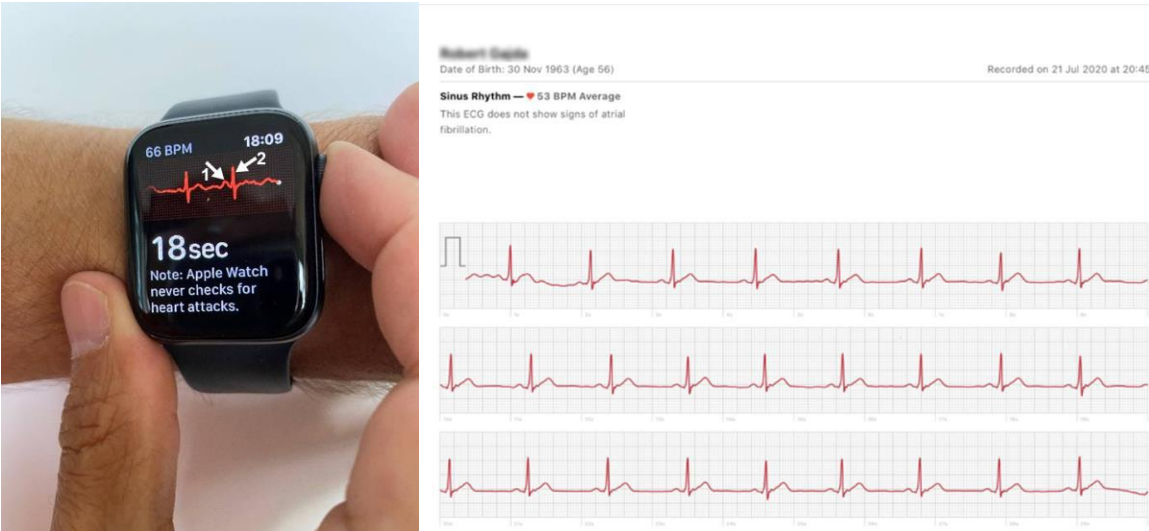 66 BPM
18:09
1
2
18sec
Note: Apple Watch
never checks for
heart attacks.
Date of Birth: 30 Nov 1963 (Age 56)
Recorded on 21 Jul 2020 at 20:45
Sinus Rhythm — ❤ 53 BPM Average
This ECG does not show signs of atrial
fibrillation.